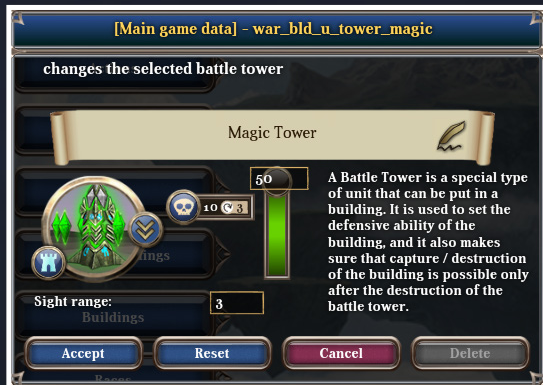 [Main game data] - war_bld_u_tower_magic
changes the selected battle tower
Magic Tower
50
10 3
A Battle Tower is a special type
of unit that can be put in a
building. It is used to set the
defensive ability of the
building, and it also makes
sure that capture / destruction
of the building is possible only
after the destruction of the
battle tower.
ings
Sight range:
3
Buildings
Accept
Reset
Cancel
Delete
Races